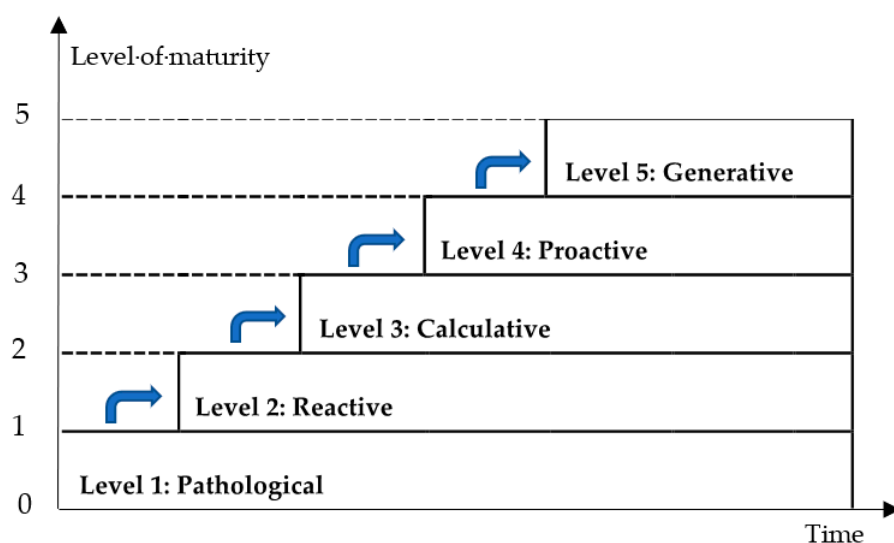 Level·of·maturity
5
Level 5: Generative
4
Level 4: Proactive
3
Level 3: Calculative
2
Level 2: Reactive
1
Level 1: Pathological
0
Time